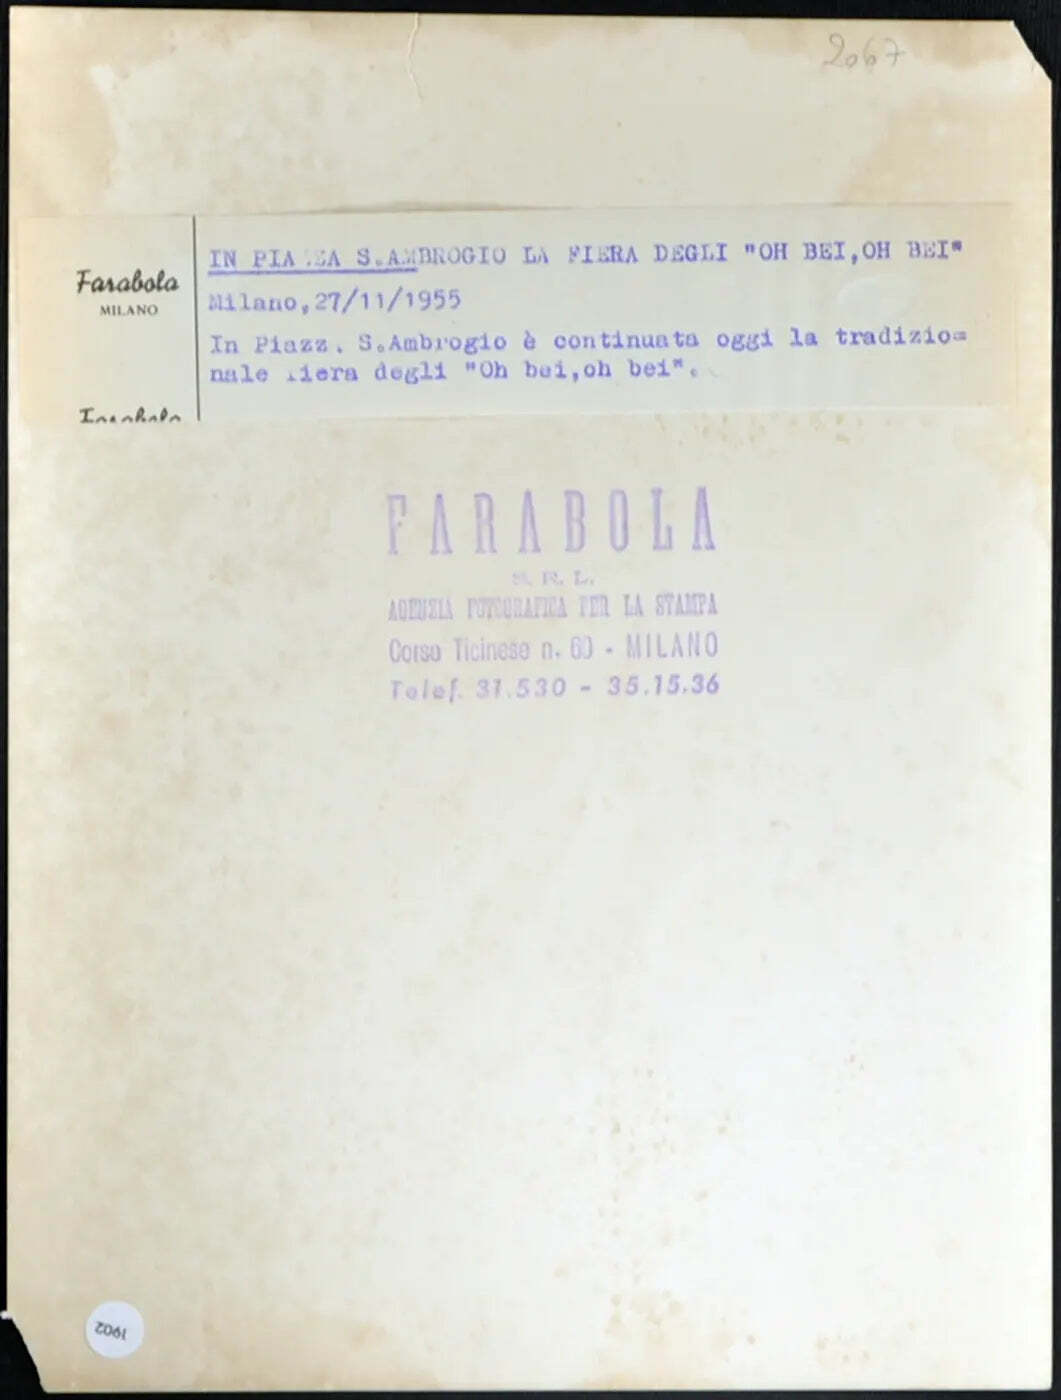 2067
Farabola
MILANO
IN PIAZZA S.AMBROGIO LA FIERA DEGLI "OH BEI,OH BEI"
Milano,27/11/1955
In Piazz. S.Ambrogio è continuata oggi la tradizio=
nale fiera degli "Oh bei,oh bei".
Farabola
FARABOLA
S. R. L.
AGENZIA FOTOGRAFICA PER LA STAMPA
Corso Ticinese n. 60 - MILANO
Telef. 31.530 - 35.15.36
1902